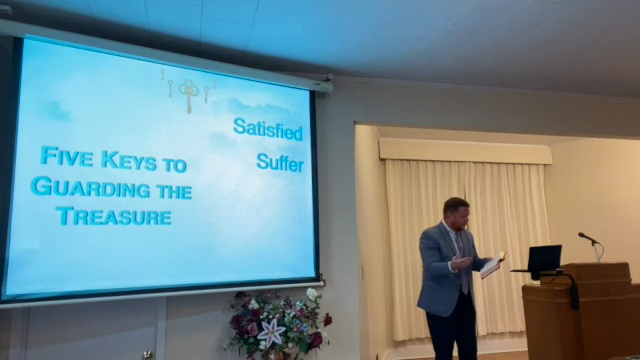 Satisfied
Suffer
Five Keys to
Guarding the
Treasure